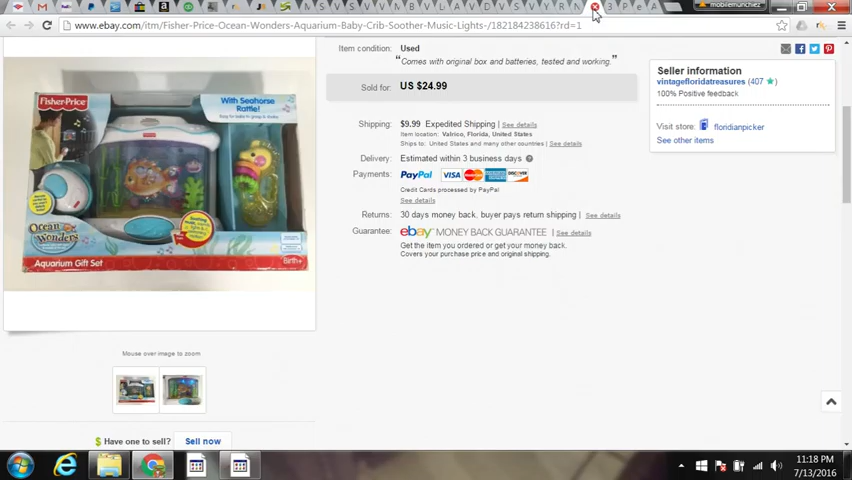 M M M A V Y R N 3 P e A
mobilemunchiez
www.ebay.com/itm/Fisher-Price-Ocean-Wonders-Aquarium-Baby-Crib-Soother-Music-Lights-/182184238616?rd=1
Item condition: Used
“Comes with original box and batteries, tested and working.”
Sold for: US $24.99
Shipping: $9.99 Expedited Shipping | See details
Item location: Valrico, Florida, United States
Ships to: United States and many other countries | See details
Delivery: Estimated within 3 business days
Payments: PayPal VISA MasterCard DISCOVER
Credit Cards processed by PayPal
See details
Returns: 30 days money back, buyer pays return shipping | See details
Guarantee: ebay MONEY BACK GUARANTEE | See details
Get the item you ordered or get your money back.
Covers your purchase price and original shipping.
Seller information
vintagefloridatreasures (407 )
100% Positive feedback
Visit store: floridianpicker
See other items
Fisher-Price
With Seahorse
Rattle!
Ocean
Wonders
Aquarium Gift Set
Birth+
Mouse over image to zoom
$ Have one to sell? Sell now
11:18 PM
7/13/2016